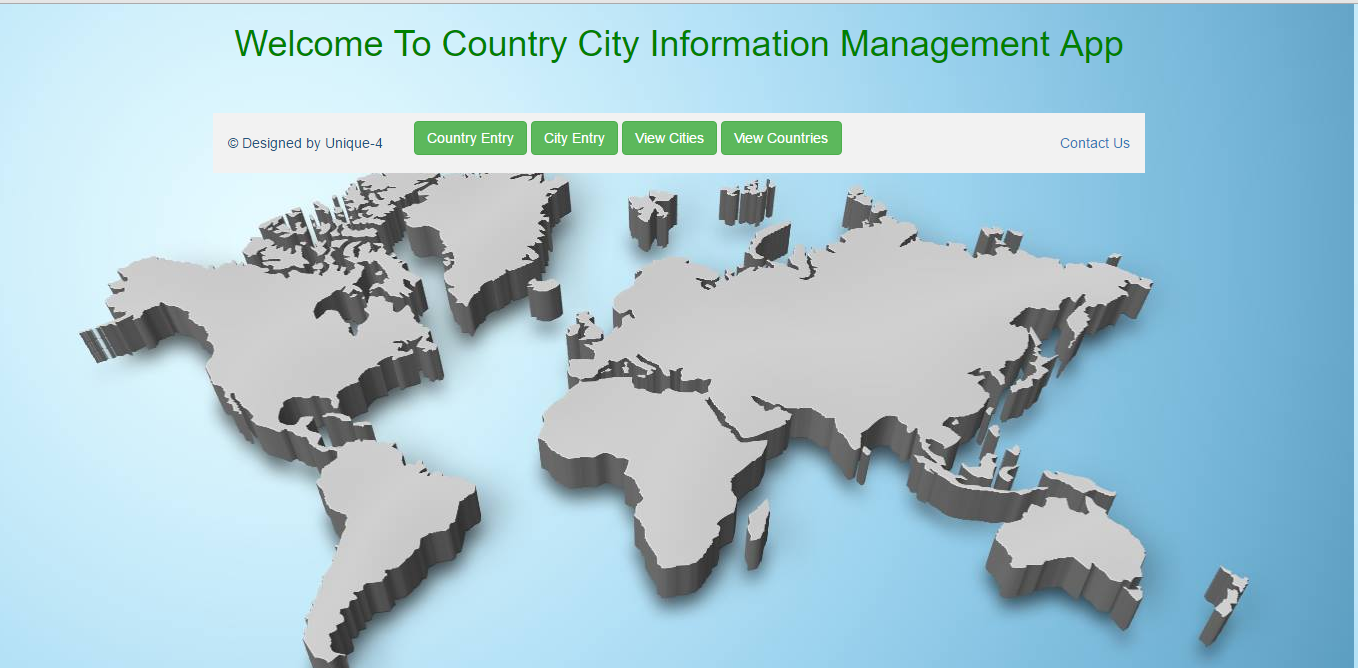 Welcome To Country City Information Management App
© Designed by Unique-4 Country Entry City Entry View Cities View Countries Contact Us